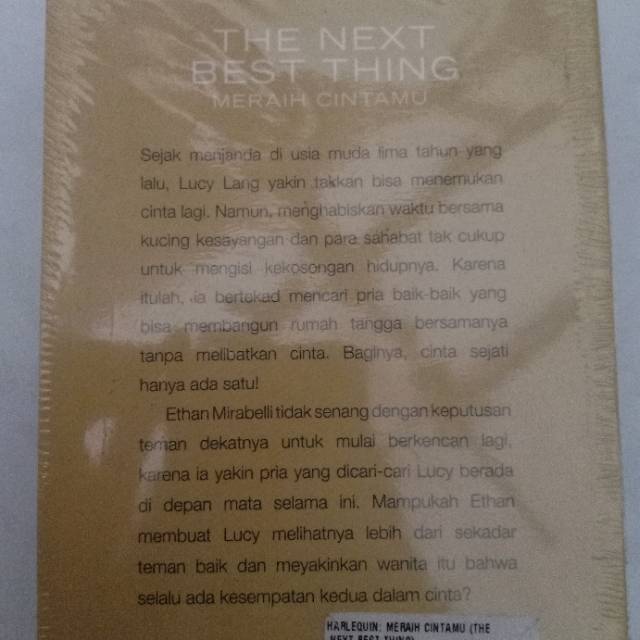 THE NEXT
BEST THING
MERAIH CINTAMU
Sejak menjanda di usia muda lima tahun yang
lalu, Lucy Lang yakin takkan bisa menemukan
cinta lagi. Namun, menghabiskan waktu bersama
kucing kesayangan dan para sahabat tak cukup
untuk mengisi kekosongan hidupnya. Karena
itulah, ia bertekad mencari pria baik-baik yang
bisa membangun rumah tangga bersamanya
tanpa melibatkan cinta. Baginya, cinta sejati
hanya ada satu!
Ethan Mirabelli tidak senang dengan keputusan
teman dekatnya untuk mulai berkencan lagi,
karena ia yakin pria yang dicari-cari Lucy berada
di depan mata selama ini. Mampukah Ethan
membuat Lucy melihatnya lebih dari sekadar
teman baik dan meyakinkan wanita itu bahwa
selalu ada kesempatan kedua dalam cinta?
HARLEQUIN: MERAIH CINTAMU (THE
NEXT BEST THING)